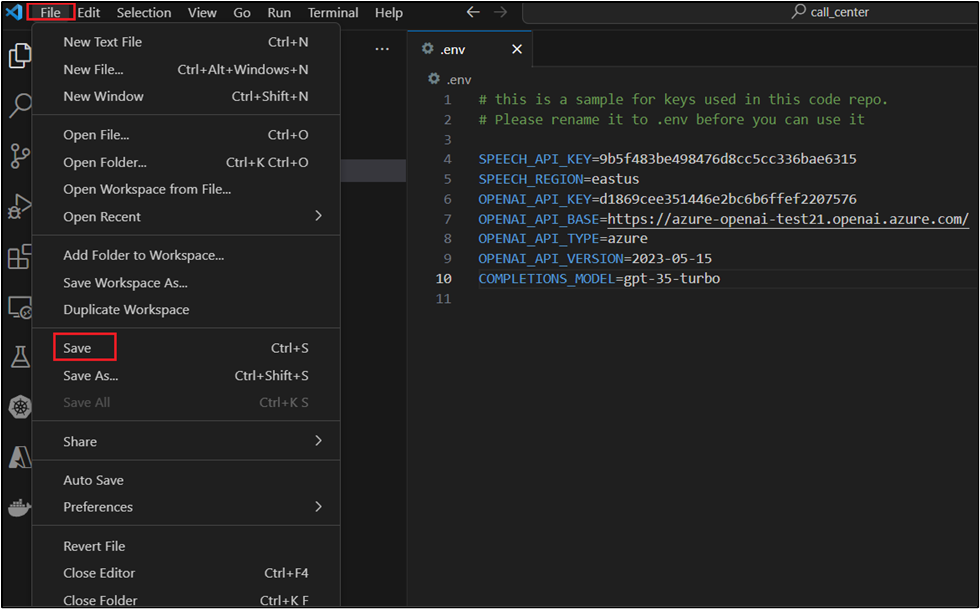 File Edit Selection View Go Run Terminal Help ← → call_center
New Text File Ctrl+N
New File... Ctrl+Alt+Windows+N
New Window Ctrl+Shift+N
Open File... Ctrl+O
Open Folder... Ctrl+K Ctrl+O
Open Workspace from File...
Open Recent
Add Folder to Workspace...
Save Workspace As...
Duplicate Workspace
Save Ctrl+S
Save As... Ctrl+Shift+S
Save All Ctrl+K S
Share
Auto Save
Preferences
Revert File
Close Editor Ctrl+F4
Close Folder Ctrl+K F
... .env
.env
1 # this is a sample for keys used in this code repo.
2 # Please rename it to .env before you can use it
3
4 SPEECH_API_KEY=9b5f483be498476d8cc5cc336bae6315
5 SPEECH_REGION=eastus
6 OPENAI_API_KEY=d1869cee351446e2bc6b6ffef2207576
7 OPENAI_API_BASE=https://azure-openai-test21.openai.azure.com/
8 OPENAI_API_TYPE=azure
9 OPENAI_API_VERSION=2023-05-15
10 COMPLETIONS_MODEL=gpt-35-turbo
11